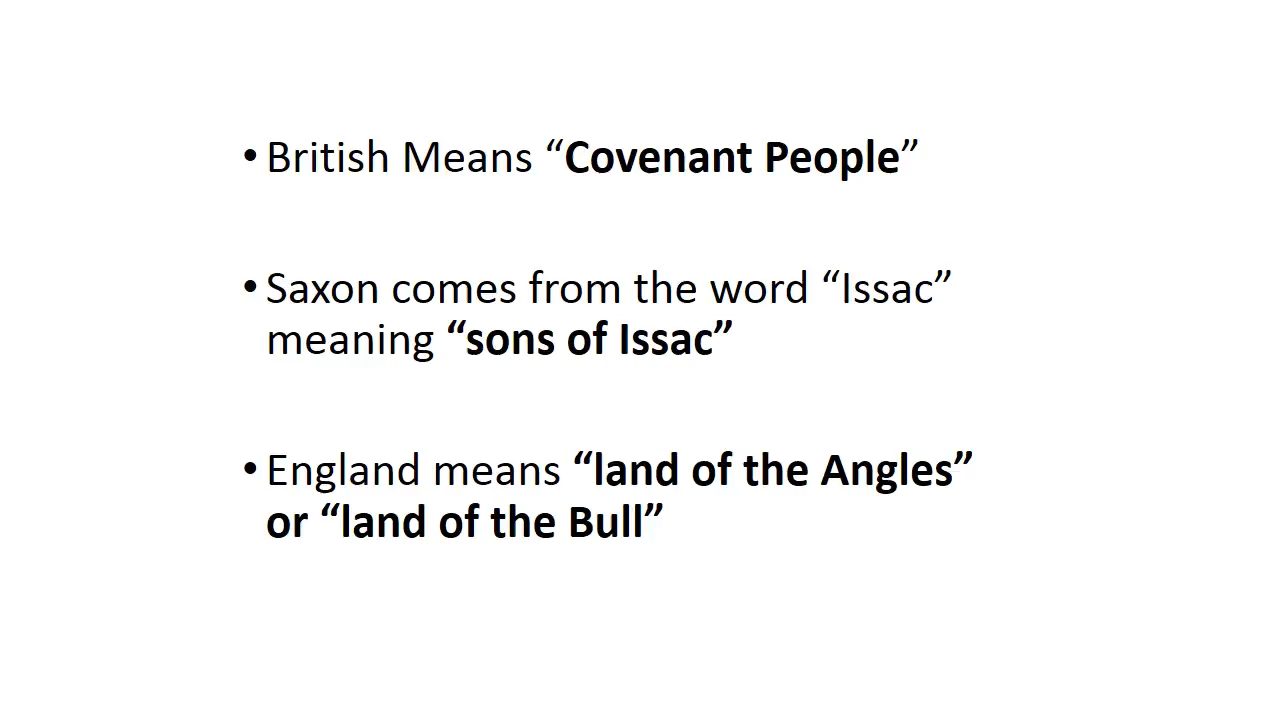 • British Means “Covenant People”
• Saxon comes from the word “Issac”
meaning “sons of Issac”
• England means “land of the Angles”
or “land of the Bull”